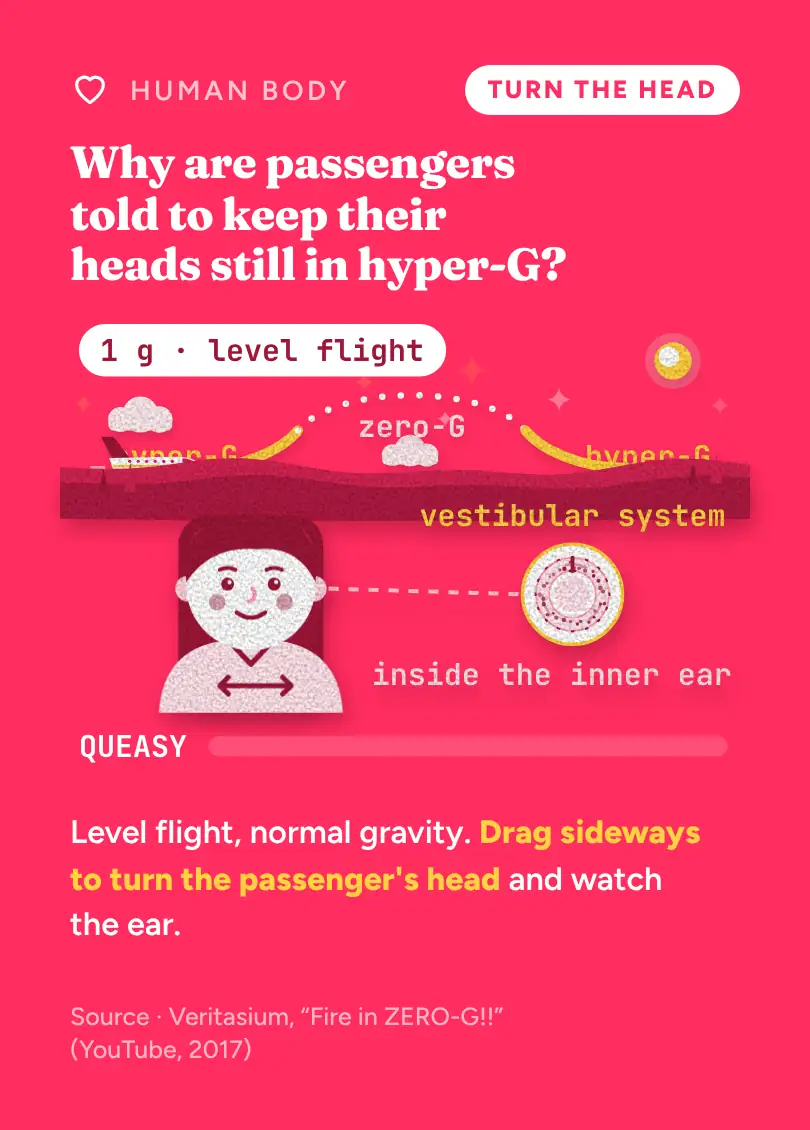 HUMAN BODY
TURN THE HEAD
Why are passengers
told to keep their
heads still in hyper-G?
1 g · level flight
zero-G
hyper-G
vestibular system
inside the inner ear
QUEASY
Level flight, normal gravity. Drag sideways
to turn the passenger's head and watch
the ear.
Source · Veritasium, “Fire in ZERO-G!!”
(YouTube, 2017)